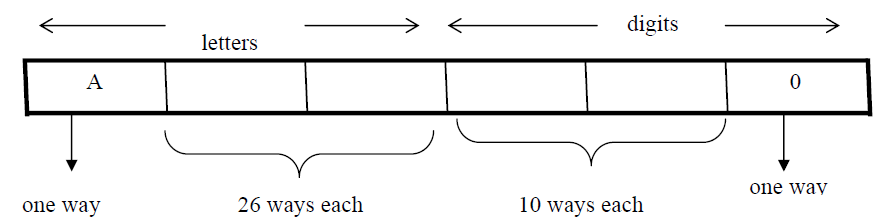 letters
digits
A
0
one way
26 ways each
10 ways each
one way